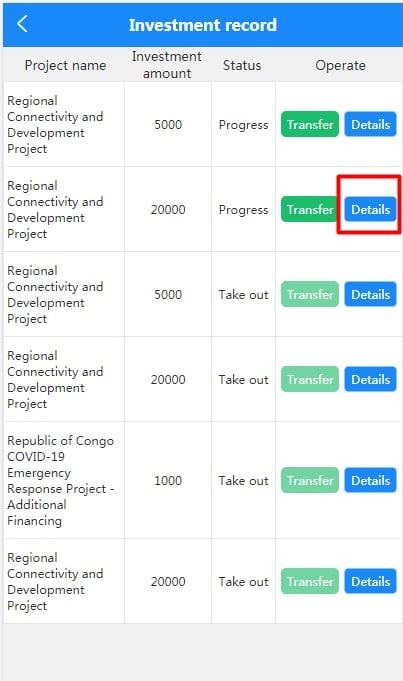 Investment record
Project name
Investment
amount
Status
Operate
Regional
Connectivity and
Development
Project
5000
Progress
Transfer
Details
Regional
Connectivity and
Development
Project
20000
Progress
Transfer
Details
Regional
Connectivity and
Development
Project
5000
Take out
Transfer
Details
Regional
Connectivity and
Development
Project
20000
Take out
Transfer
Details
Republic of Congo
COVID-19
Emergency
Response Project -
Additional
Financing
1000
Take out
Transfer
Details
Regional
Connectivity and
Development
Project
20000
Take out
Transfer
Details